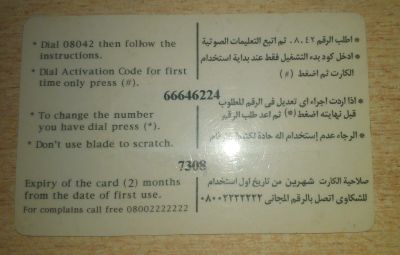 * Dial 08042 then follow the
instructions.
* Dial Activation Code for first
time only press (#).
66646224
* To change the number
you have dial press (*).
* Don't use blade to scratch.
7308
Expiry of the card (2) months
from the date of first use.
For complains call free 08002222222
* اطلب الرقم ٠٨٠٤٢ ثم اتبع التعليمات الصوتية
* ادخل كود بدء التشغيل فقط عند بداية استخدام
الكارت ثم اضغط (#)
* اذا اردت اجراء اى تعديل فى الرقم المطلوب
قبل نهايته اضغط (*) ثم اعد طلب الرقم
* الرجاء عدم إستخدام اله حادة لكشط الرقم
صلاحية الكارت شهرين من تاريخ اول استخدام
للشكاوى اتصل بالرقم المجانى ٠٨٠٠٢٢٢٢٢٢٢